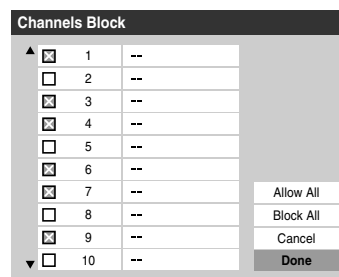 Channels Block
1 --
2 --
3 --
4 --
5 --
6 --
7 --
8 --
9 --
10 --
Allow All
Block All
Cancel
Done